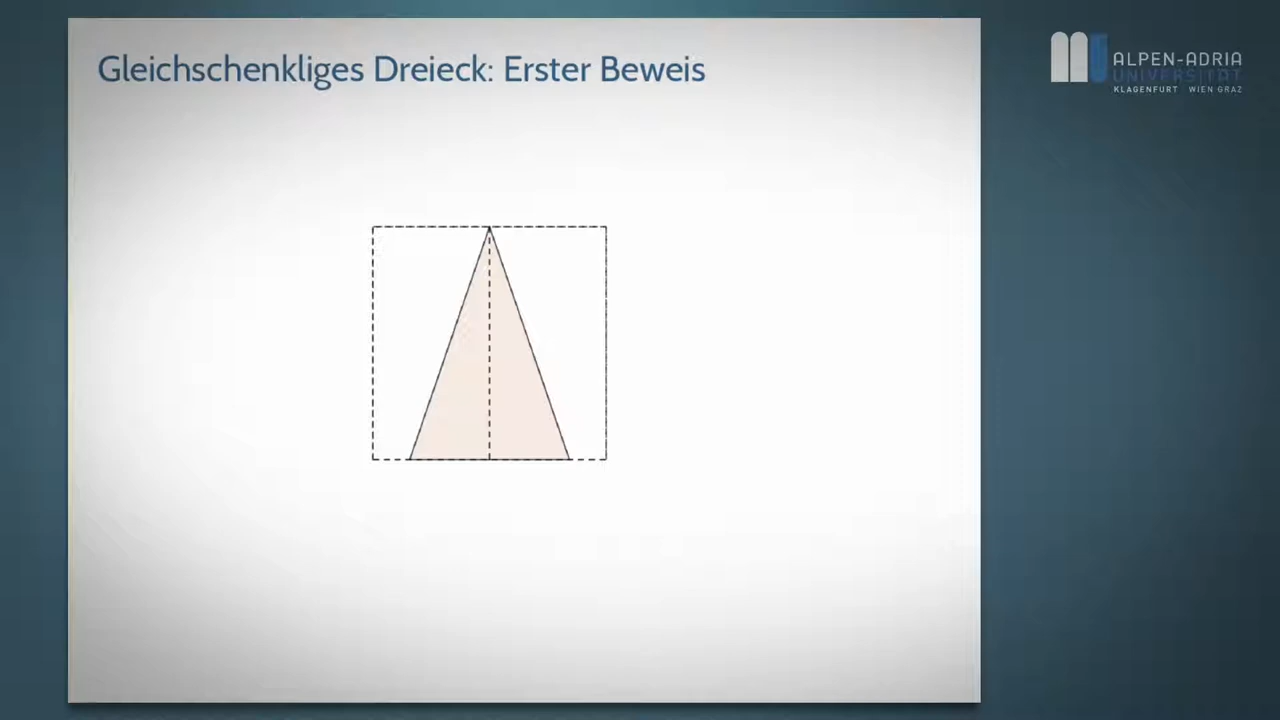 Gleichschenkliges Dreieck: Erster Beweis
ALPEN-ADRIA
UNIVERSITÄT
KLAGENFURT WIEN GRAZ